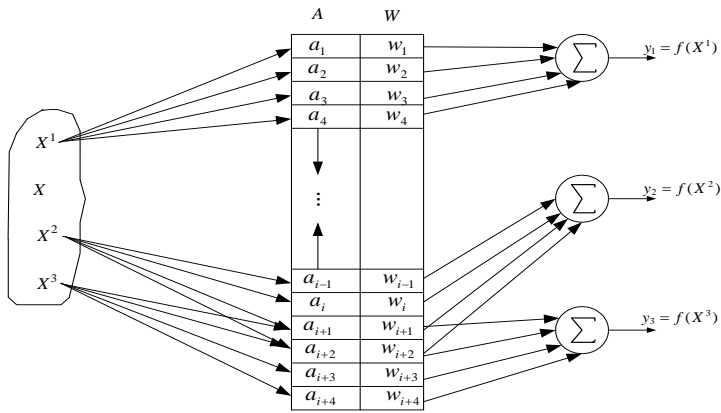 A W
a₁ w₁
a₂ w₂
a₃ w₃
a₄ w₄
y₁ = f(X¹)
∑
X¹
X
X²
X³
...
∑
y₂ = f(X²)
aᵢ₋₁ wᵢ₋₁
aᵢ wᵢ
aᵢ₊₁ wᵢ₊₁
aᵢ₊₂ wᵢ₊₂
aᵢ₊₃ wᵢ₊₃
aᵢ₊₄ wᵢ₊₄
∑
y₃ = f(X³)